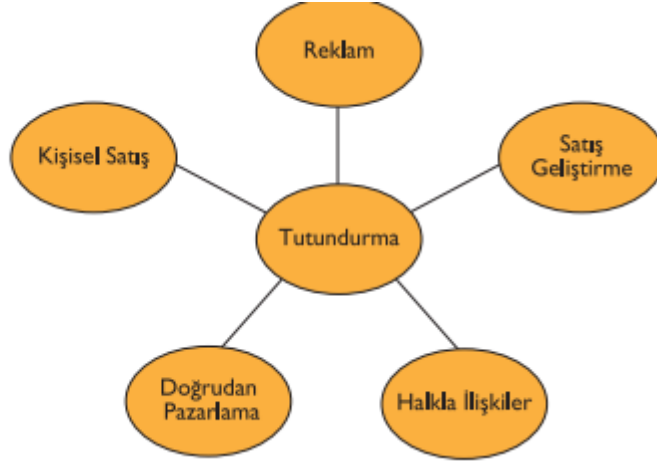 Reklam
Kişisel Satış
Satış
Geliştirme
Tutundurma
Doğrudan
Pazarlama
Halkla İlişkiler